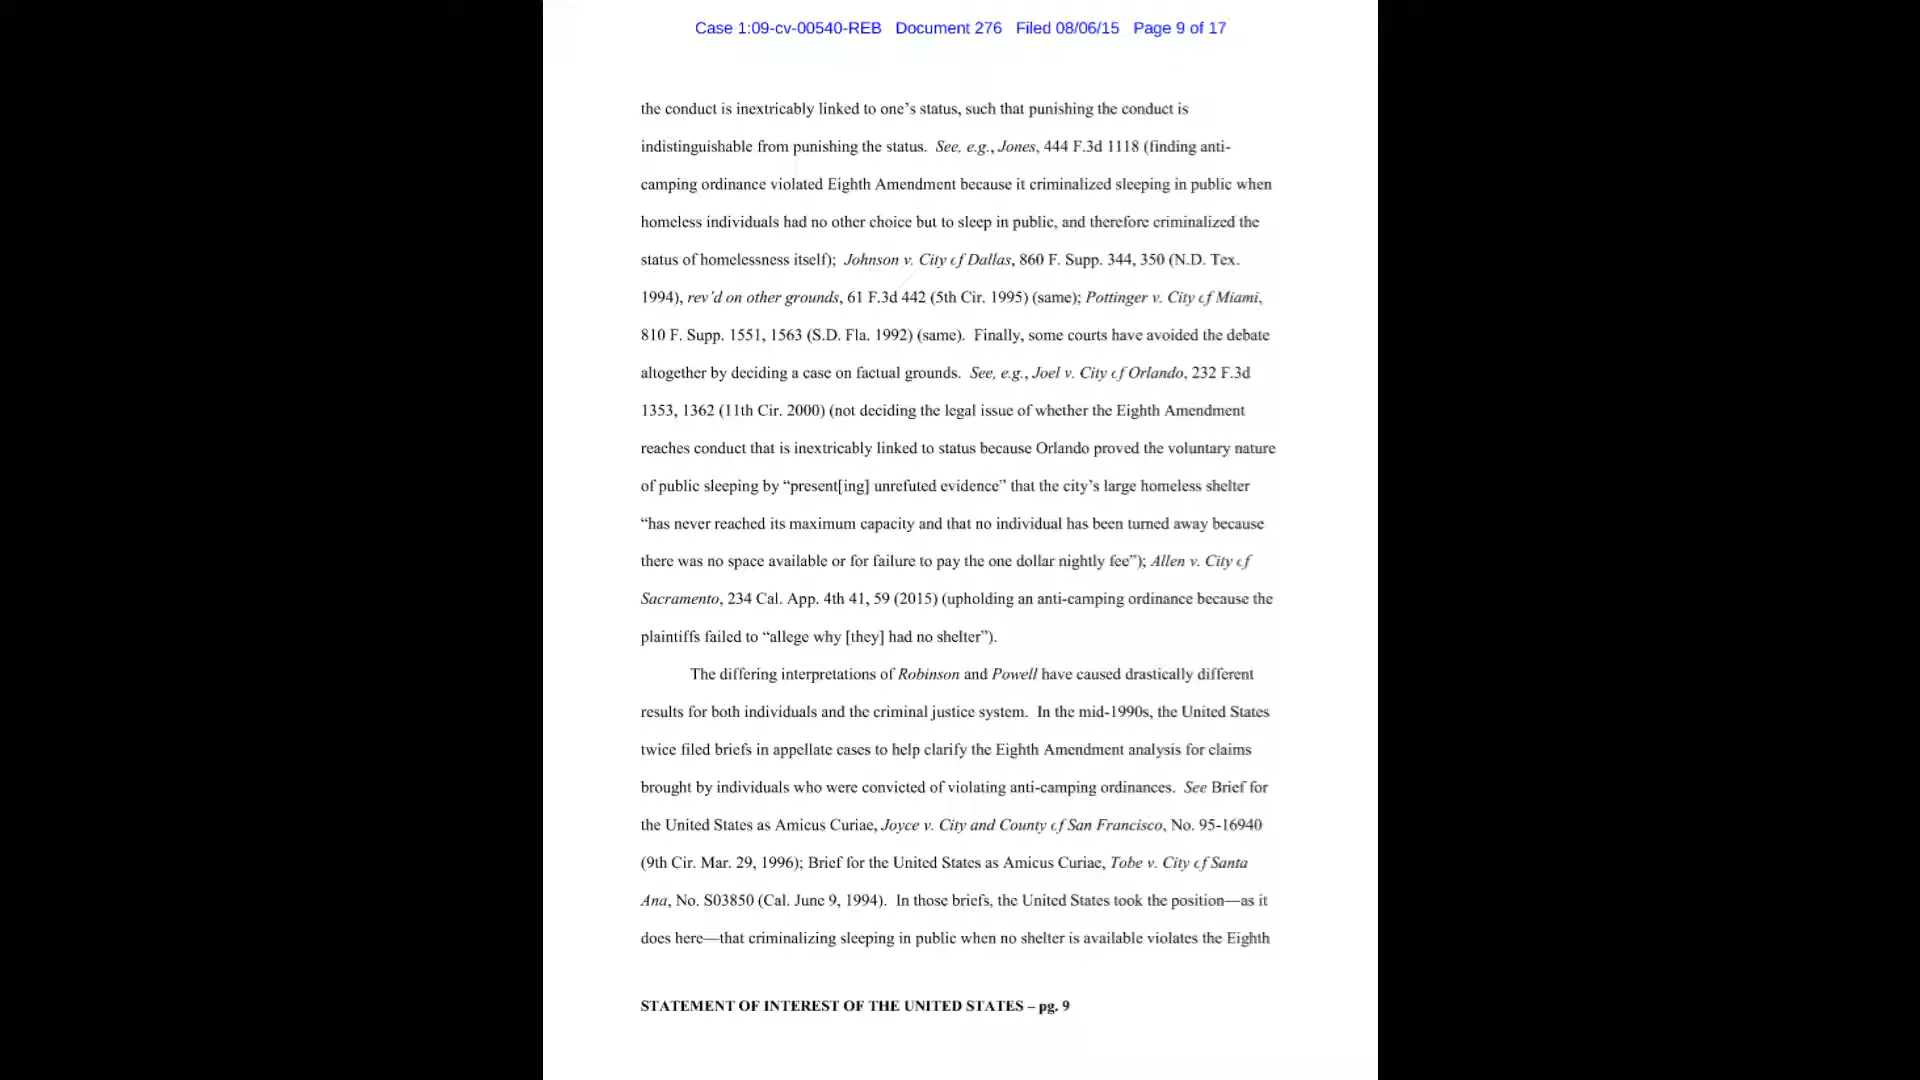 Case 1:09-cv-00540-REB Document 276 Filed 08/06/15 Page 9 of 17
the conduct is inextricably linked to one’s status, such that punishing the conduct is
indistinguishable from punishing the status. See, e.g., Jones, 444 F.3d 1118 (finding anti-
camping ordinance violated Eighth Amendment because it criminalized sleeping in public when
homeless individuals had no other choice but to sleep in public, and therefore criminalized the
status of homelessness itself); Johnson v. City of Dallas, 860 F. Supp. 344, 350 (N.D. Tex.
1994), rev’d on other grounds, 61 F.3d 442 (5th Cir. 1995) (same); Pottinger v. City of Miami,
810 F. Supp. 1551, 1563 (S.D. Fla. 1992) (same). Finally, some courts have avoided the debate
altogether by deciding a case on factual grounds. See, e.g., Joel v. City of Orlando, 232 F.3d
1353, 1362 (11th Cir. 2000) (not deciding the legal issue of whether the Eighth Amendment
reaches conduct that is inextricably linked to status because Orlando proved the voluntary nature
of public sleeping by “present[ing] unrefuted evidence” that the city’s large homeless shelter
“has never reached its maximum capacity and that no individual has been turned away because
there was no space available or for failure to pay the one dollar nightly fee”); Allen v. City of
Sacramento, 234 Cal. App. 4th 41, 59 (2015) (upholding an anti-camping ordinance because the
plaintiffs failed to “allege why [they] had no shelter”).
The differing interpretations of Robinson and Powell have caused drastically different
results for both individuals and the criminal justice system. In the mid-1990s, the United States
twice filed briefs in appellate cases to help clarify the Eighth Amendment analysis for claims
brought by individuals who were convicted of violating anti-camping ordinances. See Brief for
the United States as Amicus Curiae, Joyce v. City and County of San Francisco, No. 95-16940
(9th Cir. Mar. 29, 1996); Brief for the United States as Amicus Curiae, Tobe v. City of Santa
Ana, No. S03850 (Cal. June 9, 1994). In those briefs, the United States took the position—as it
does here—that criminalizing sleeping in public when no shelter is available violates the Eighth
STATEMENT OF INTEREST OF THE UNITED STATES – pg. 9